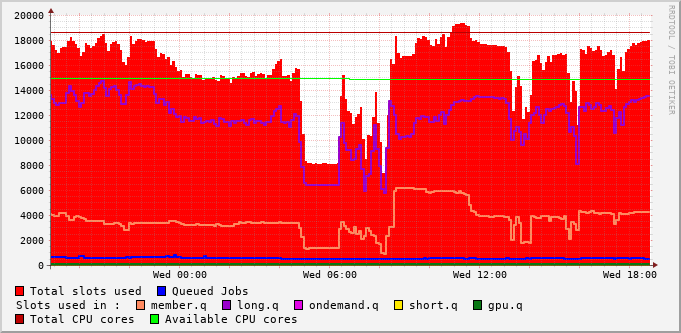 20000
18000
16000
14000
12000
10000
8000
6000
4000
2000
0
Wed 00:00 Wed 06:00 Wed 12:00 Wed 18:00
RRDTOOL / TOBI OETIKER
Total slots used Queued Jobs
Slots used in : member.q long.q ondemand.q short.q gpu.q
Total CPU cores Available CPU cores